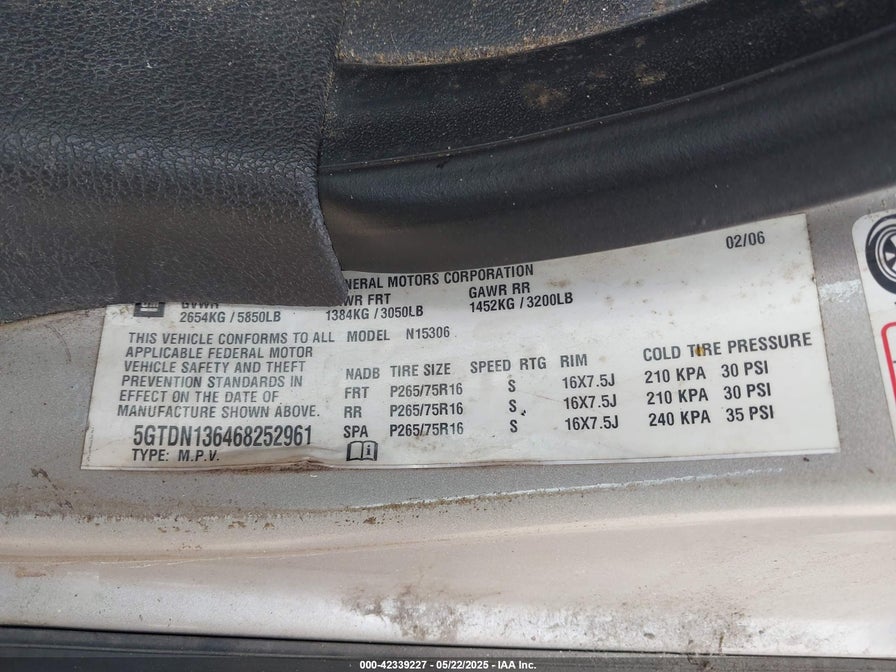 02/06
GENERAL MOTORS CORPORATION
GVWR GAWR FRT GAWR RR
2654KG / 5850LB 1384KG / 3050LB 1452KG / 3200LB
THIS VEHICLE CONFORMS TO ALL MODEL N15306
APPLICABLE FEDERAL MOTOR
VEHICLE SAFETY AND THEFT
PREVENTION STANDARDS IN
EFFECT ON THE DATE OF
MANUFACTURE SHOWN ABOVE.
NADB TIRE SIZE SPEED RTG RIM COLD TIRE PRESSURE
FRT P265/75R16 S 16X7.5J 210 KPA 30 PSI
RR P265/75R16 S 16X7.5J 210 KPA 30 PSI
SPA P265/75R16 S 16X7.5J 240 KPA 35 PSI
5GTDN136468252961
TYPE: M.P.V.
000-42339227 - 05/22/2025 - IAA Inc.